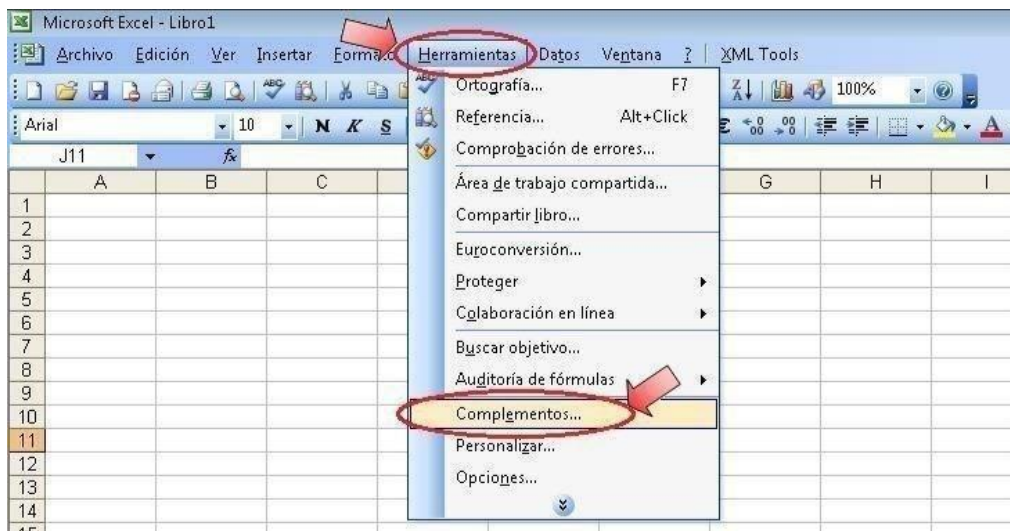 Microsoft Excel - Libro1
Archivo Edición Ver Insertar Herramientas Datos Ventana ? XML Tools
100%
Arial 10 N K S
J11 fx
A B C G H I
1
2
3
4
5
6
7
8
9
10
11
12
13
14
Ortografía... F7
Referencia... Alt+Click
Comprobación de errores...
Área de trabajo compartida...
Compartir libro...
Euroconversión...
Proteger
Colaboración en línea
Buscar objetivo...
Auditoría de fórmulas
Complementos...
Personalizar...
Opciones...